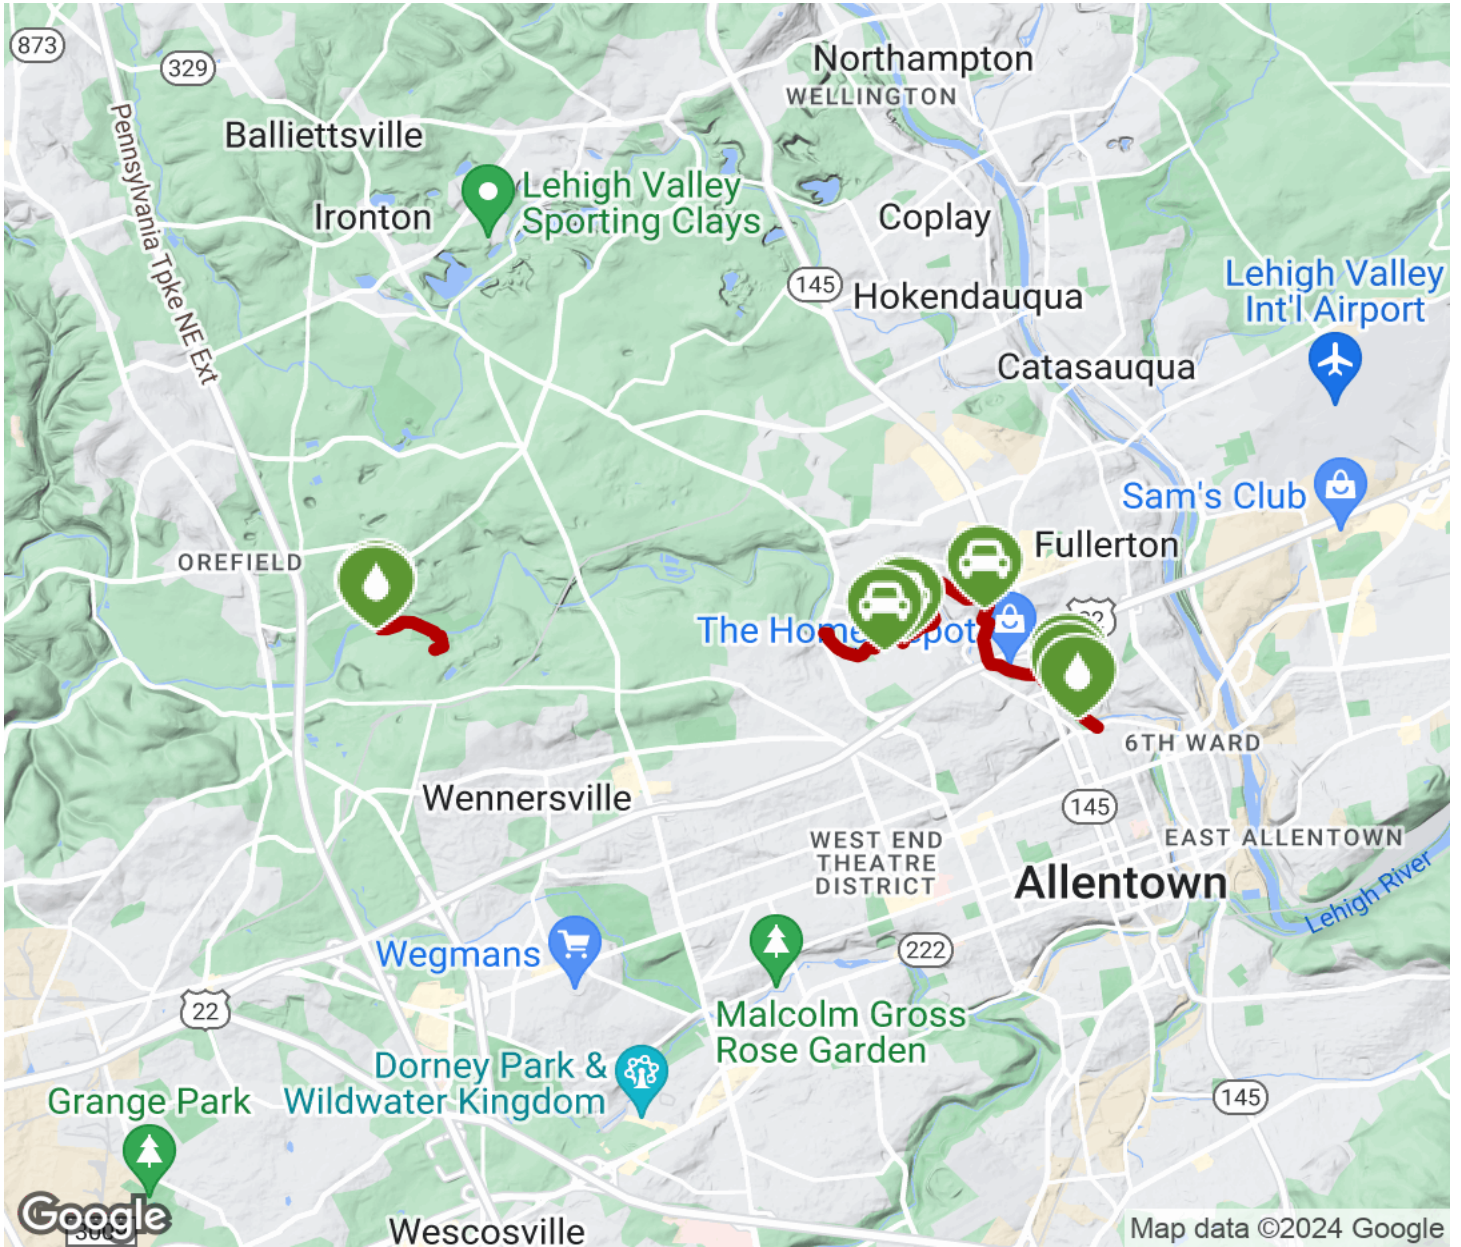 873
329
Northampton
WELLINGTON
Balliettsville
Pennsylvania Tpke NE Ext
Lehigh Valley
Sporting Clays
Ironton
Coplay
145
Hokendauqua
Lehigh Valley
Int'l Airport
Catasauqua
Sam's Club
Fullerton
OREFIELD
The Home Depot
6TH WARD
Wennersville
145
WEST END
THEATRE
DISTRICT
EAST ALLENTOWN
Allentown
Lehigh River
Wegmans
222
22
Malcolm Gross
Rose Garden
Dorney Park &
Wildwater Kingdom
Grange Park
145
Google
Wescosville
Map data ©2024 Google